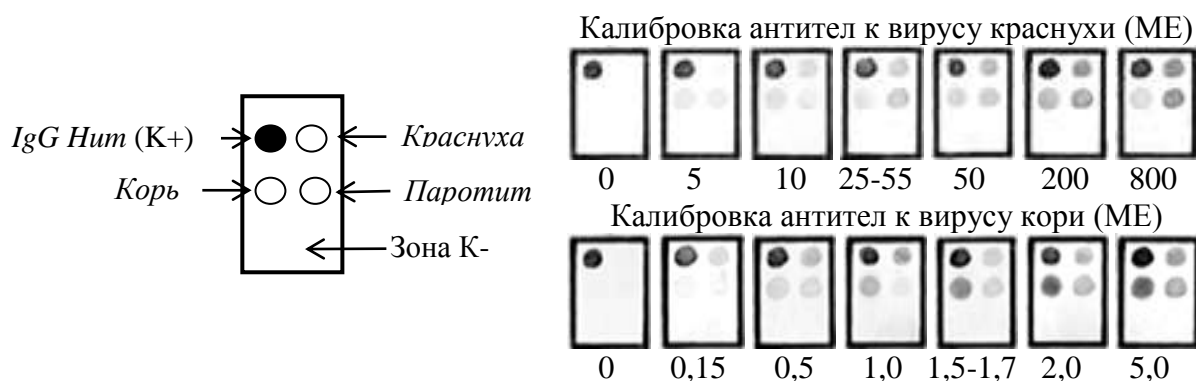 IgG Hum (K+)
Краснуха
Корь
Паротит
Зона K-
Калибровка антител к вирусу краснухи (МЕ)
0 5 10 25-55 50 200 800
Калибровка антител к вирусу кори (МЕ)
0 0,15 0,5 1,0 1,5-1,7 2,0 5,0